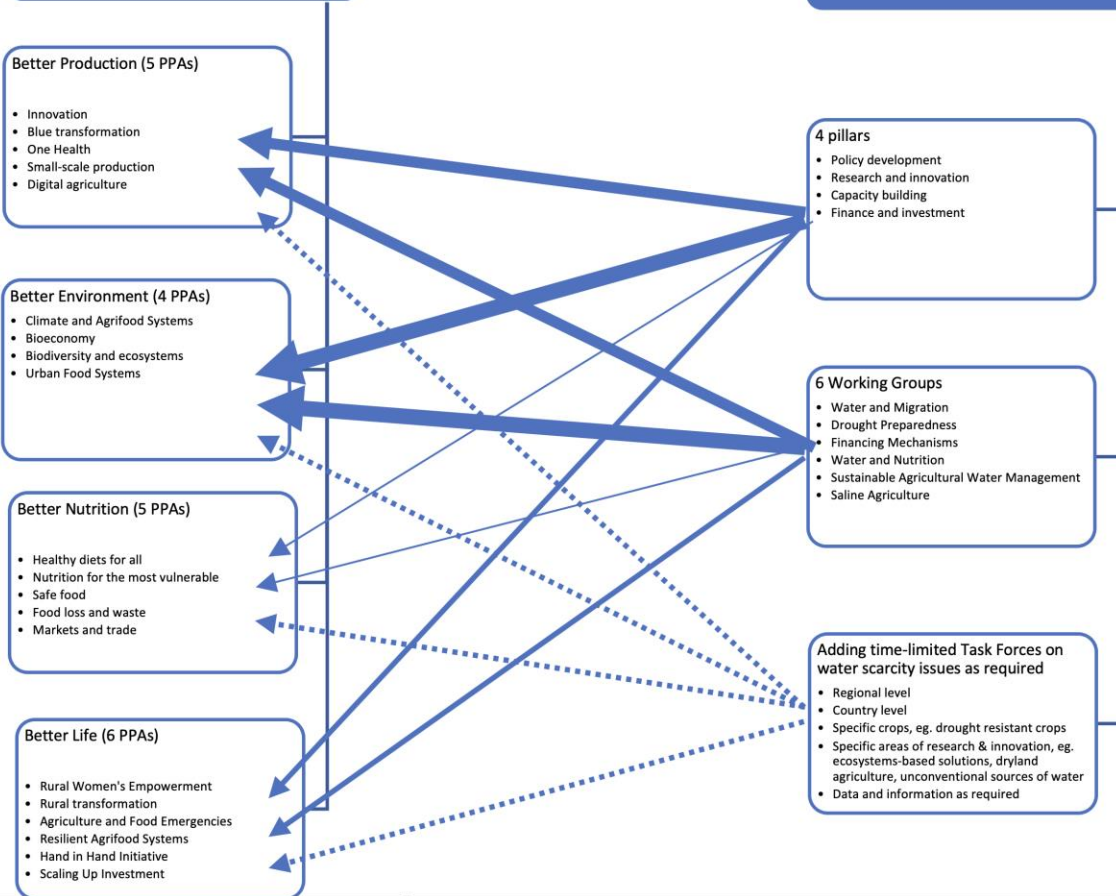 Better Production (5 PPAs)
• Innovation
• Blue transformation
• One Health
• Small-scale production
• Digital agriculture
Better Environment (4 PPAs)
• Climate and Agrifood Systems
• Bioeconomy
• Biodiversity and ecosystems
• Urban Food Systems
Better Nutrition (5 PPAs)
• Healthy diets for all
• Nutrition for the most vulnerable
• Safe food
• Food loss and waste
• Markets and trade
Better Life (6 PPAs)
• Rural Women's Empowerment
• Rural transformation
• Agriculture and Food Emergencies
• Resilient Agrifood Systems
• Hand in Hand Initiative
• Scaling Up Investment
4 pillars
• Policy development
• Research and innovation
• Capacity building
• Finance and investment
6 Working Groups
• Water and Migration
• Drought Preparedness
• Financing Mechanisms
• Water and Nutrition
• Sustainable Agricultural Water Management
• Saline Agriculture
Adding time-limited Task Forces on
water scarcity issues as required
• Regional level
• Country level
• Specific crops, eg. drought resistant crops
• Specific areas of research & innovation, eg.
ecosystems-based solutions, dryland
agriculture, unconventional sources of water
• Data and information as required